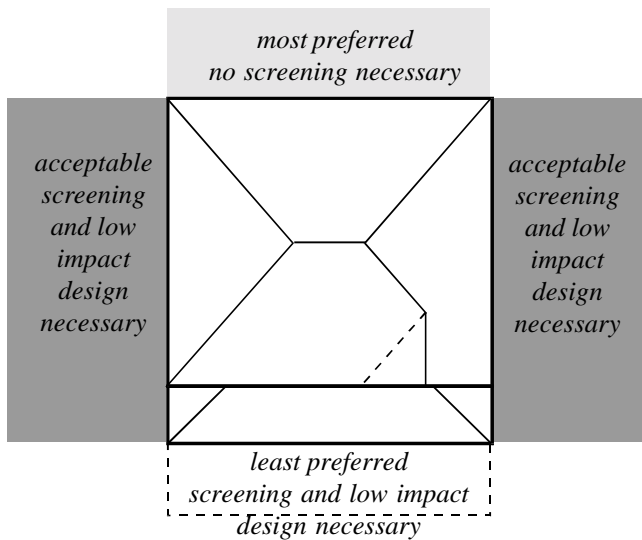 most preferred
no screening necessary
acceptable
screening
and low
impact
design
necessary
acceptable
screening
and low
impact
design
necessary
least preferred
screening and low impact
design necessary